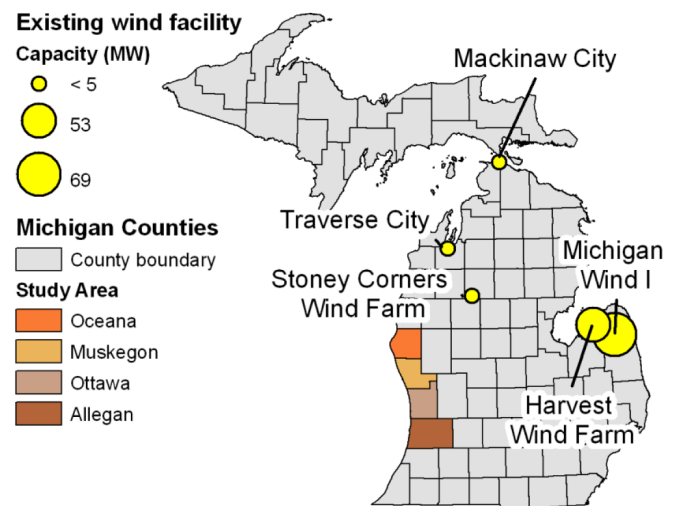 Existing wind facility
Capacity (MW)
< 5
53
69
Michigan Counties
County boundary
Study Area
Oceana
Muskegon
Ottawa
Allegan
Mackinaw City
Traverse City
Stoney Corners
Wind Farm
Michigan
Wind I
Harvest
Wind Farm